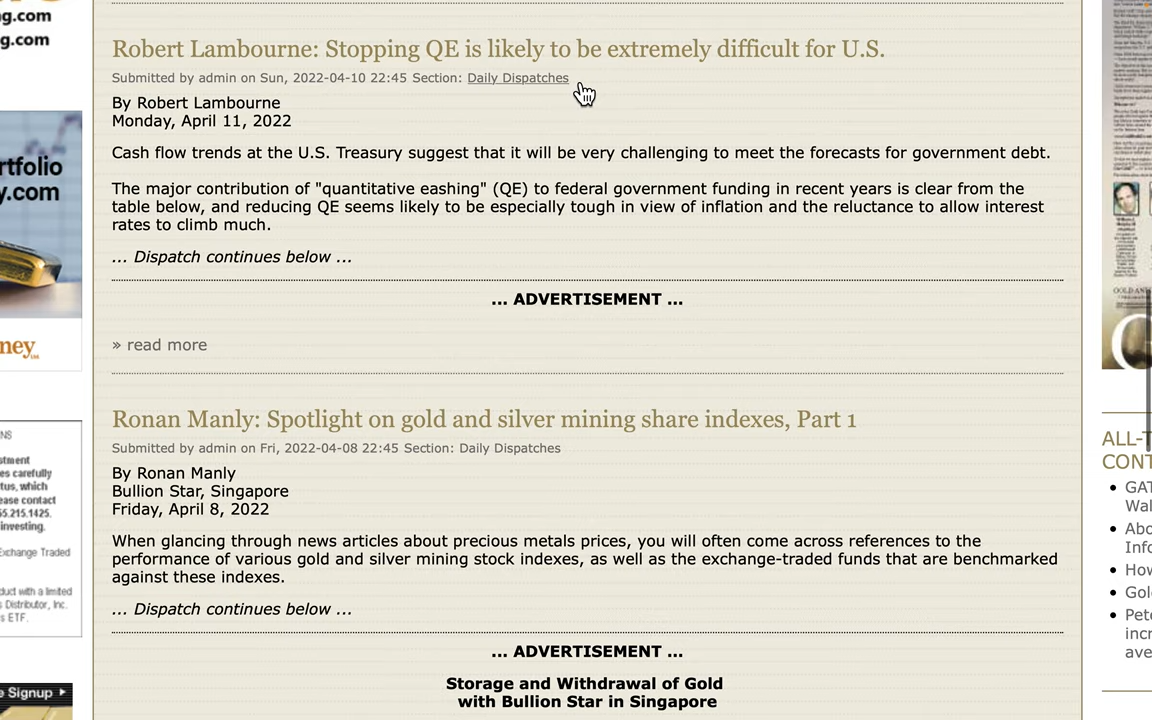 ng.com
ng.com
rtfolio
y.com
ney
NS
stment
es carefully
tus, which
ease contact
55.215.1425.
investing.
Exchange Traded
duct with a limited
s Distributor, Inc.
s ETF.
e Signup
Robert Lambourne: Stopping QE is likely to be extremely difficult for U.S.
Submitted by admin on Sun, 2022-04-10 22:45 Section: Daily Dispatches
By Robert Lambourne
Monday, April 11, 2022
Cash flow trends at the U.S. Treasury suggest that it will be very challenging to meet the forecasts for government debt.
The major contribution of "quantitative eashing" (QE) to federal government funding in recent years is clear from the
table below, and reducing QE seems likely to be especially tough in view of inflation and the reluctance to allow interest
rates to climb much.
... Dispatch continues below ...
... ADVERTISEMENT ...
» read more
Ronan Manly: Spotlight on gold and silver mining share indexes, Part 1
Submitted by admin on Fri, 2022-04-08 22:45 Section: Daily Dispatches
By Ronan Manly
Bullion Star, Singapore
Friday, April 8, 2022
When glancing through news articles about precious metals prices, you will often come across references to the
performance of various gold and silver mining stock indexes, as well as the exchange-traded funds that are benchmarked
against these indexes.
... Dispatch continues below ...
... ADVERTISEMENT ...
Storage and Withdrawal of Gold
with Bullion Star in Singapore
ALL-T
CONT
GAT
Wal
Abo
Info
How
Gol
Pete
incr
ave